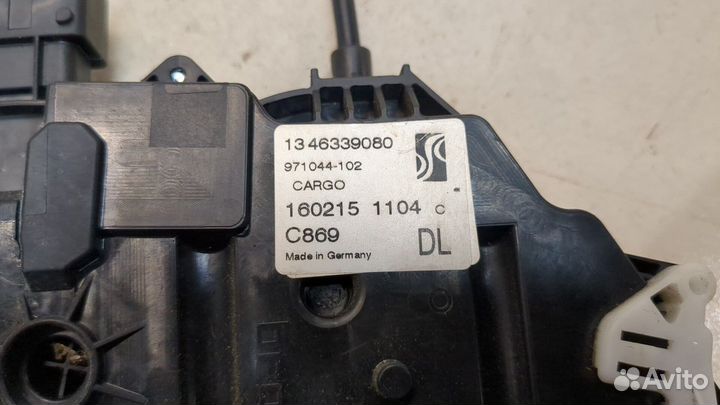 1346339080
971044-102
CARGO
160215 1104 C
C869
DL
Made in Germany
Avito